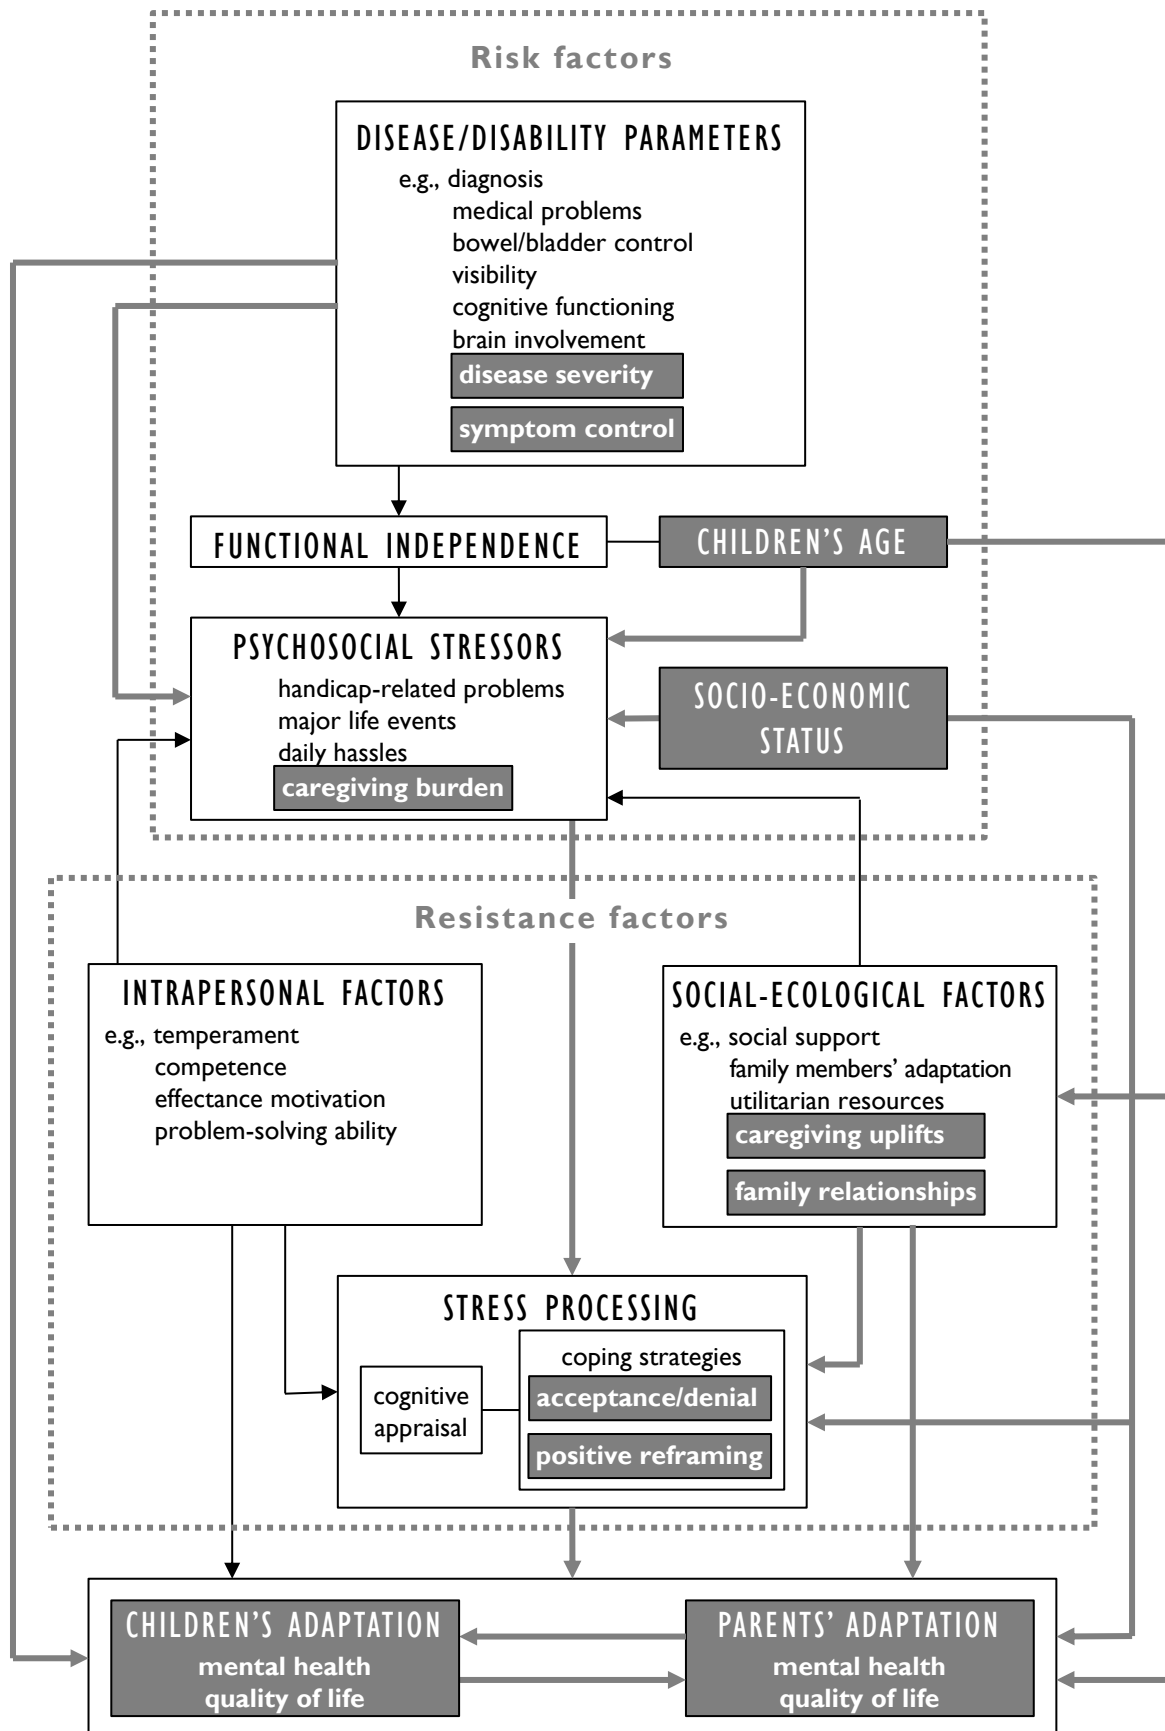 Risk factors
DISEASE/DISABILITY PARAMETERS
e.g., diagnosis
medical problems
bowel/bladder control
visibility
cognitive functioning
brain involvement
disease severity
symptom control
FUNCTIONAL INDEPENDENCE
CHILDREN'S AGE
PSYCHOSOCIAL STRESSORS
handicap-related problems
major life events
daily hassles
caregiving burden
SOCIO-ECONOMIC
STATUS
Resistance factors
INTRAPERSONAL FACTORS
e.g., temperament
competence
effectance motivation
problem-solving ability
SOCIAL-ECOLOGICAL FACTORS
e.g., social support
family members' adaptation
utilitarian resources
caregiving uplifts
family relationships
STRESS PROCESSING
cognitive
appraisal
coping strategies
acceptance/denial
positive reframing
CHILDREN'S ADAPTATION
mental health
quality of life
PARENTS' ADAPTATION
mental health
quality of life